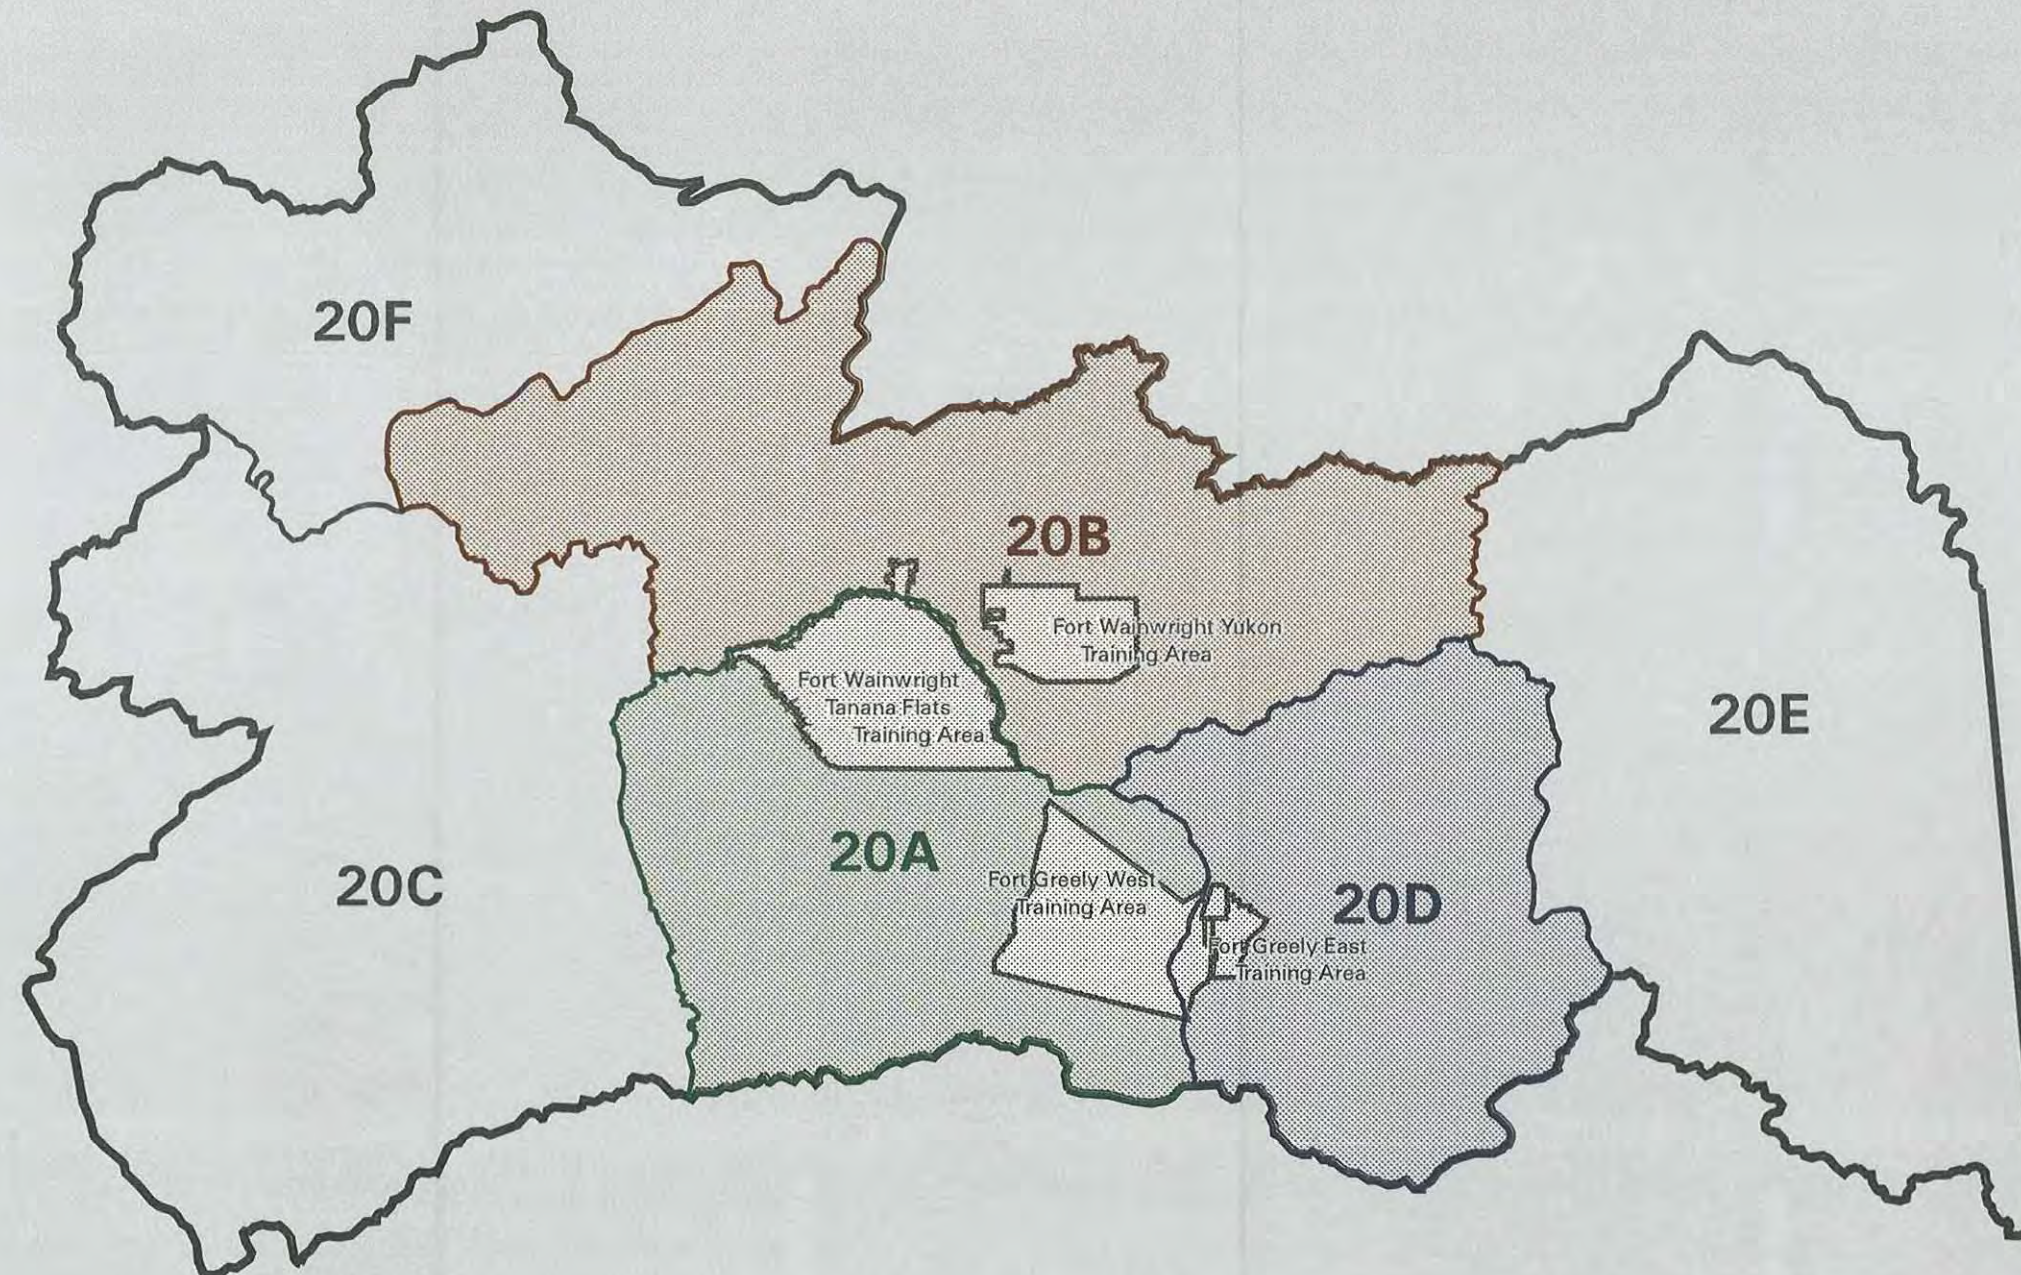 20F
20B
Fort Wainwright Yukon
Training Area
Fort Wainwright
Tanana Flats
Training Area
20E
20A
20C
Fort Greely West
Training Area
20D
Fort Greely East
Training Area